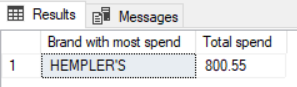 Results Messages
Brand with most spend Total spend
1 HEMPLER'S 800.55